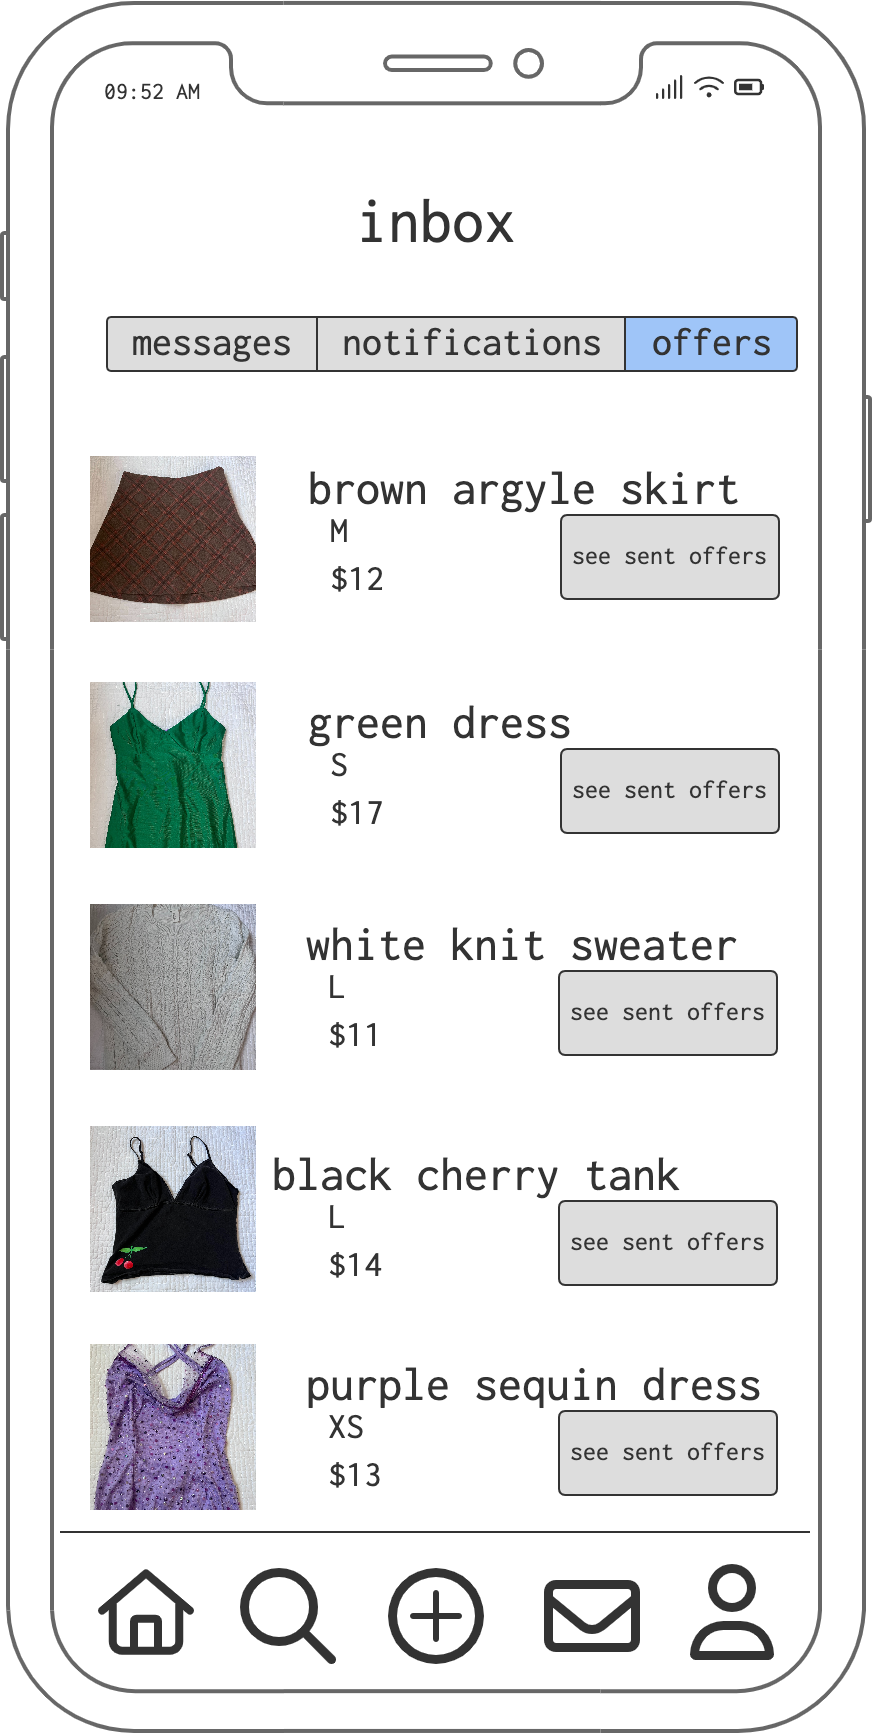 09:52 AM
inbox
messages notifications offers
brown argyle skirt
M
see sent offers
$12
green dress
S
see sent offers
$17
white knit sweater
L
see sent offers
$11
black cherry tank
L
see sent offers
$14
purple sequin dress
XS
see sent offers
$13